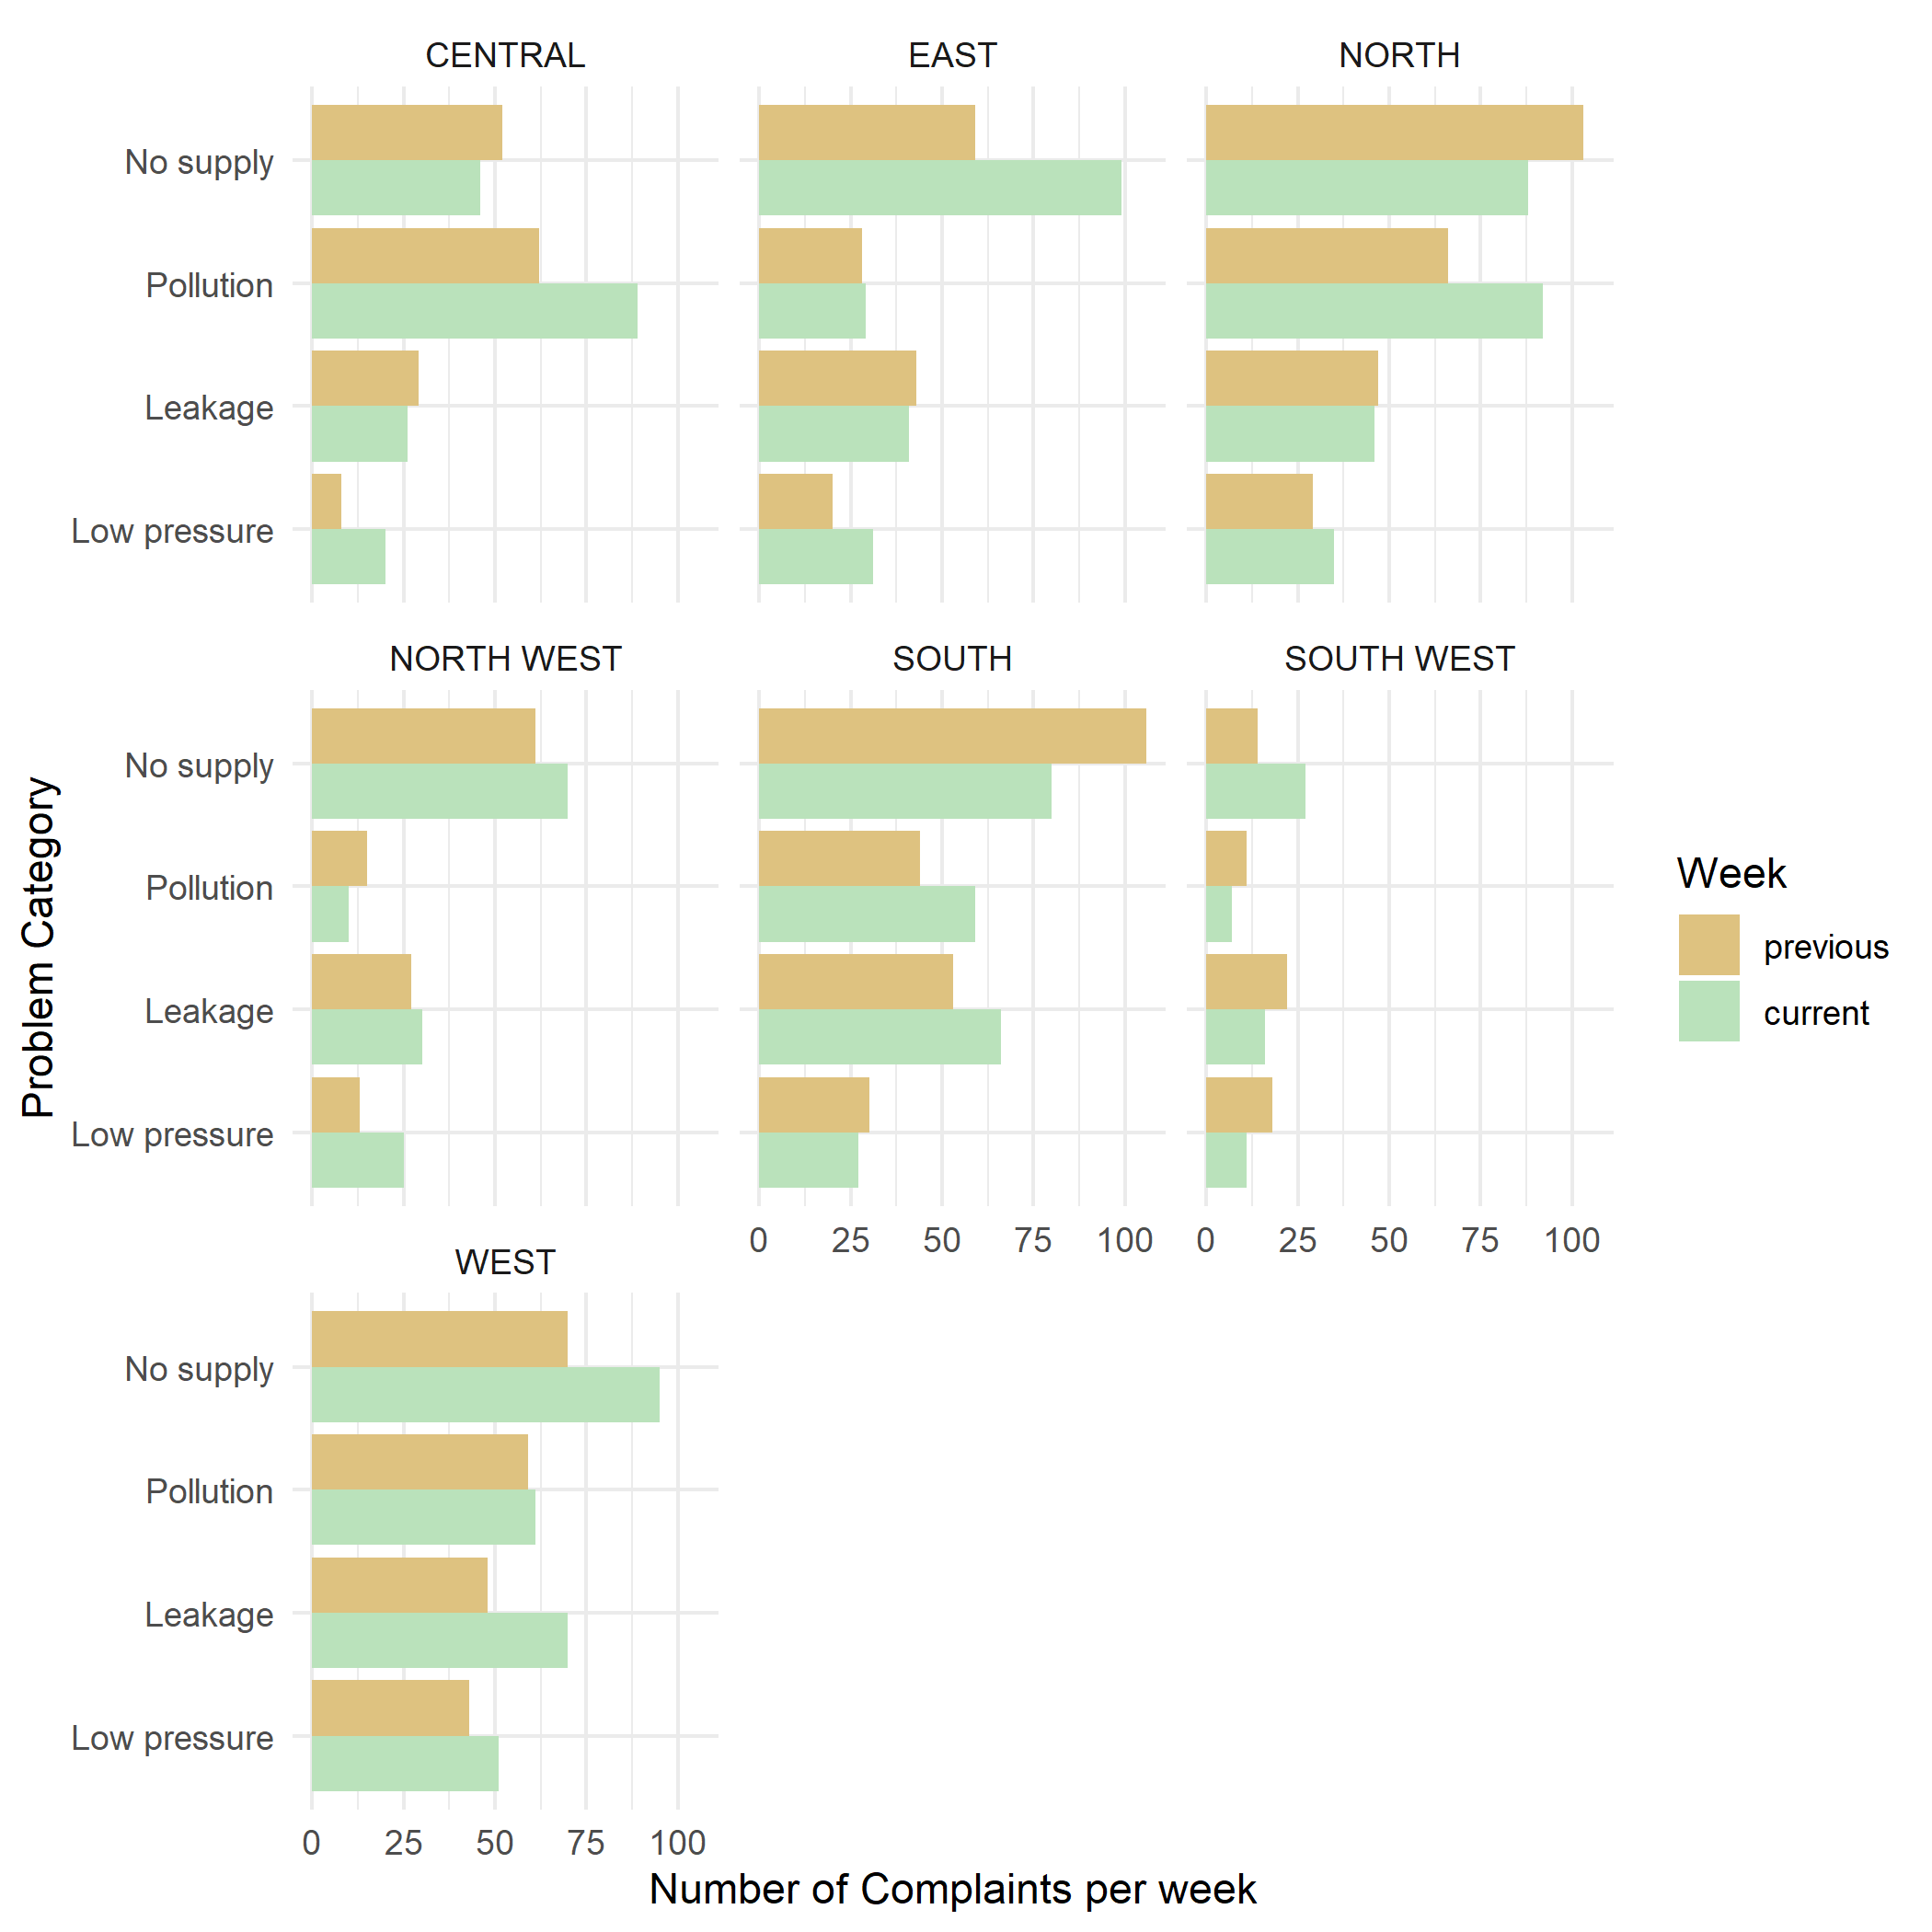 CENTRAL
EAST
NORTH
No supply
Pollution
Leakage
Low pressure
NORTH WEST
SOUTH
SOUTH WEST
No supply
Pollution
Leakage
Low pressure
0 25 50 75 100
0 25 50 75 100
WEST
No supply
Pollution
Leakage
Low pressure
0 25 50 75 100
Number of Complaints per week
Problem Category
Week
previous
current